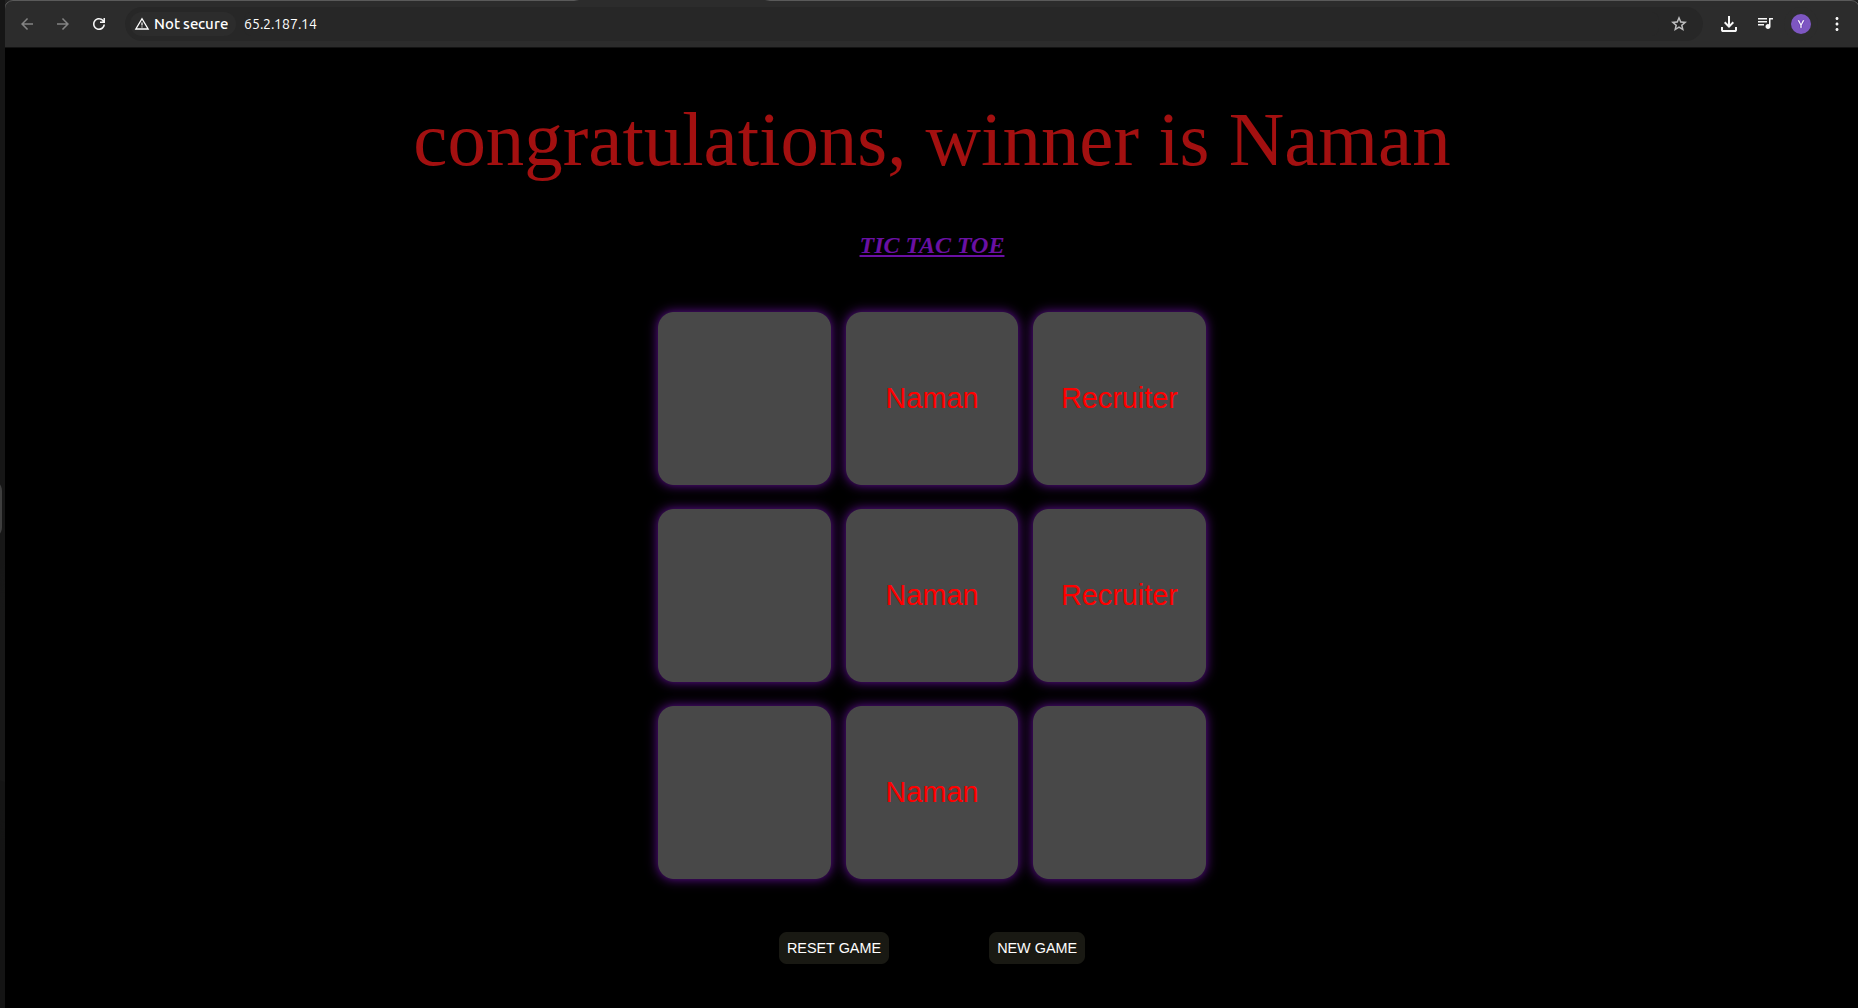 Not secure 65.2.187.14 Y
congratulations, winner is Naman
TIC TAC TOE
Naman Recruiter
Naman Recruiter
Naman
RESET GAME NEW GAME